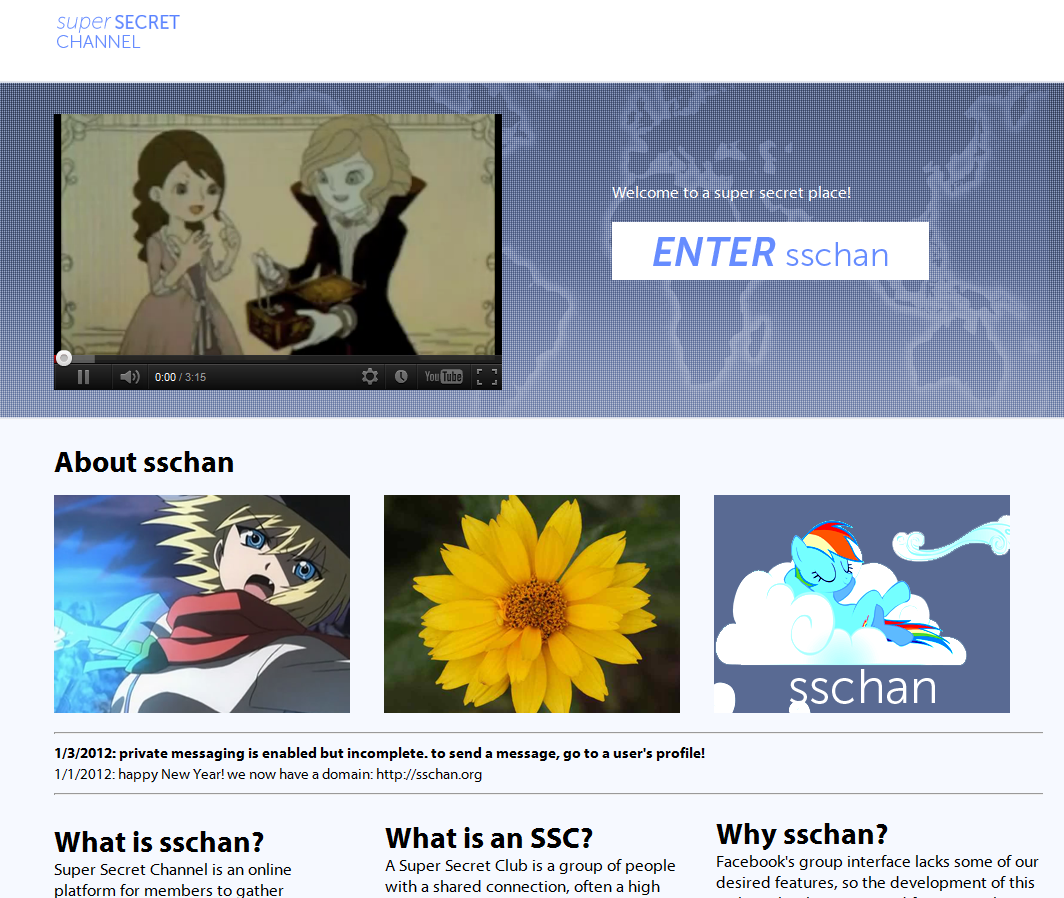 super SECRET
CHANNEL
Welcome to a super secret place!
ENTER sschan
0:00 / 3:15
YouTube
About sschan
sschan
1/3/2012: private messaging is enabled but incomplete. to send a message, go to a user's profile!
1/1/2012: happy New Year! we now have a domain: http://sschan.org
What is sschan?
Super Secret Channel is an online
platform for members to gather
What is an SSC?
A Super Secret Club is a group of people
with a shared connection, often a high
Why sschan?
Facebook's group interface lacks some of our
desired features, so the development of this